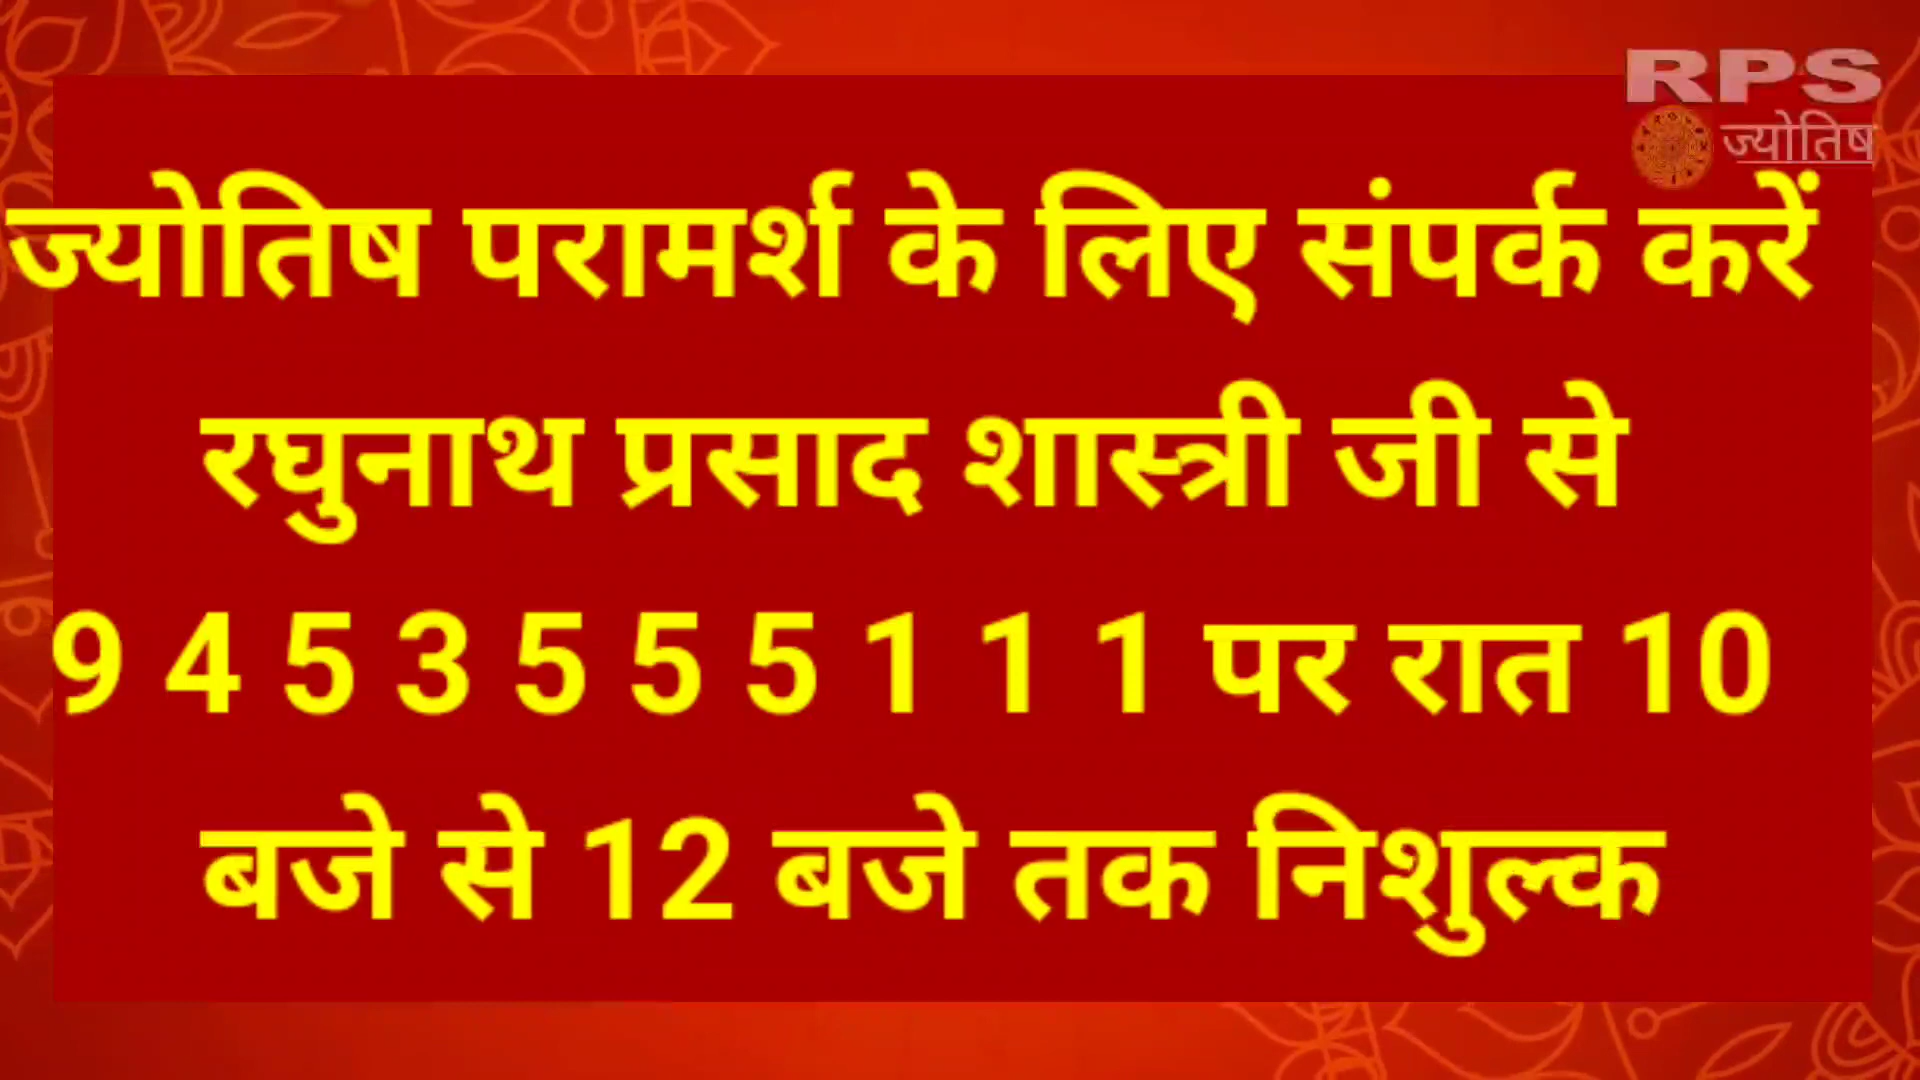 RPS
ज्योतिष
ज्योतिष परामर्श के लिए संपर्क करें
रघुनाथ प्रसाद शास्त्री जी से
9 4 5 3 5 5 5 1 1 1 पर रात 10
बजे से 12 बजे तक निशुल्क